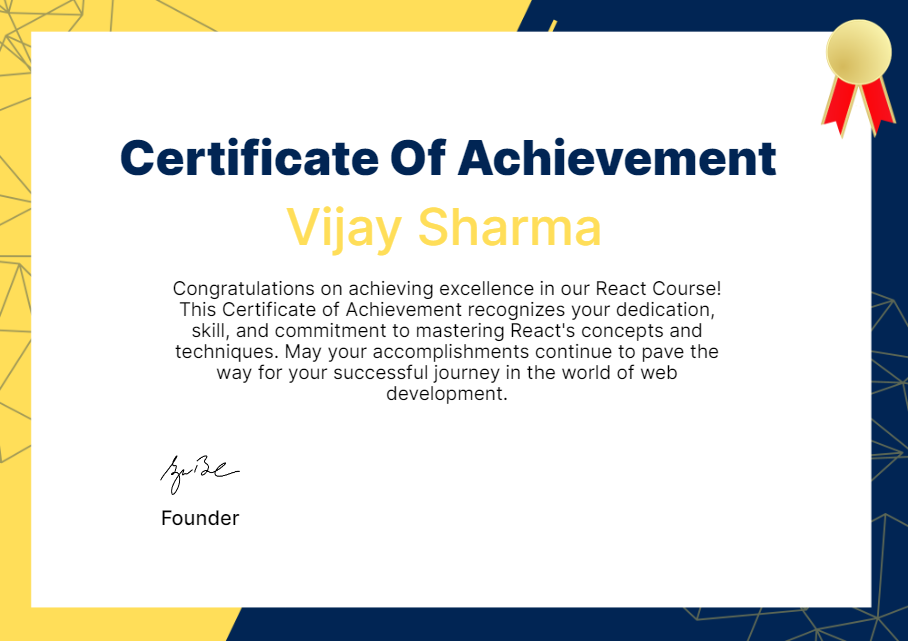 Certificate Of Achievement
Vijay Sharma
Congratulations on achieving excellence in our React Course!
This Certificate of Achievement recognizes your dedication,
skill, and commitment to mastering React's concepts and
techniques. May your accomplishments continue to pave the
way for your successful journey in the world of web
development.
Founder